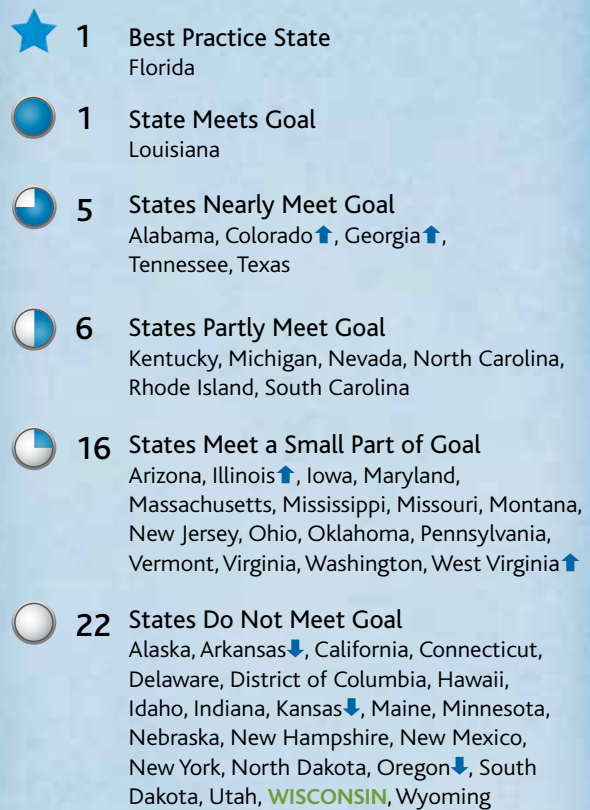 1 Best Practice State
Florida
1 State Meets Goal
Louisiana
5 States Nearly Meet Goal
Alabama, Colorado⬆, Georgia⬆,
Tennessee, Texas
6 States Partly Meet Goal
Kentucky, Michigan, Nevada, North Carolina,
Rhode Island, South Carolina
16 States Meet a Small Part of Goal
Arizona, Illinois⬆, Iowa, Maryland,
Massachusetts, Mississippi, Missouri, Montana,
New Jersey, Ohio, Oklahoma, Pennsylvania,
Vermont, Virginia, Washington, West Virginia⬆
22 States Do Not Meet Goal
Alaska, Arkansas⬇, California, Connecticut,
Delaware, District of Columbia, Hawaii,
Idaho, Indiana, Kansas⬇, Maine, Minnesota,
Nebraska, New Hampshire, New Mexico,
New York, North Dakota, Oregon⬇, South
Dakota, Utah, WISCONSIN, Wyoming